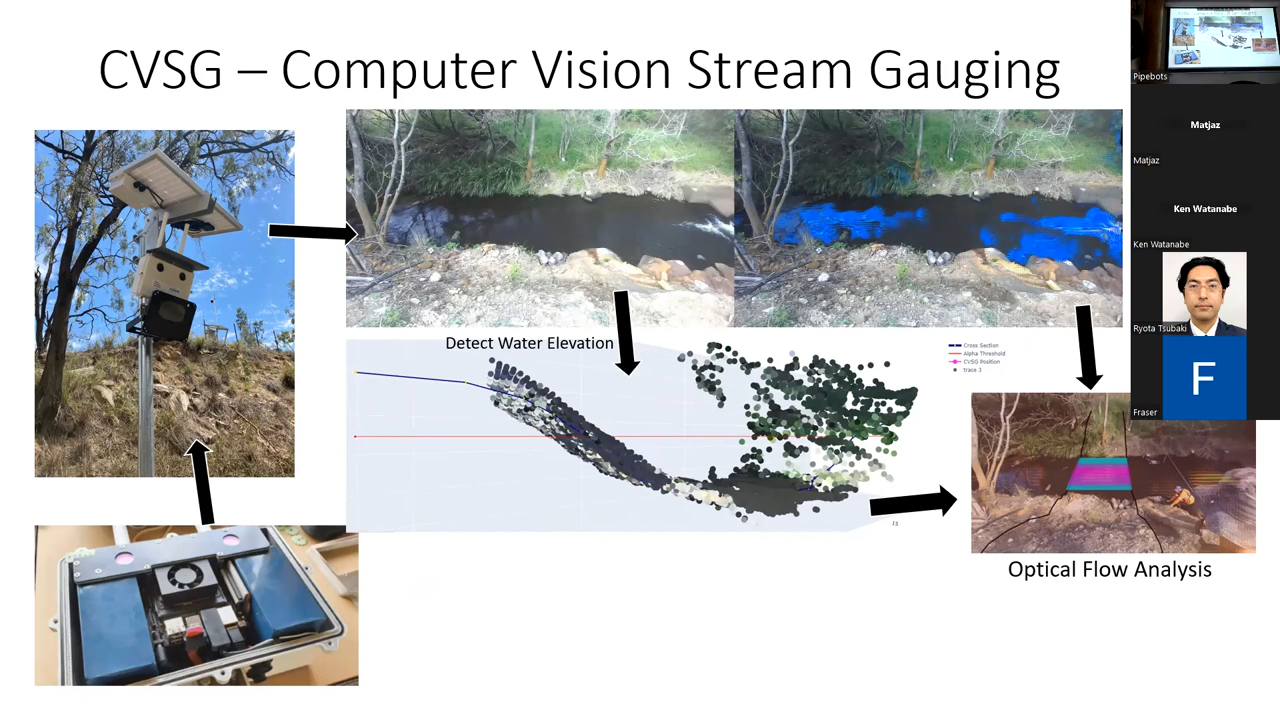 CVSG – Computer Vision Stream Gauging
Detect Water Elevation
Cross Section
Alpha Threshold
CVSG Position
trace 3
Optical Flow Analysis
Pipebots
Matjaz
Matjaz
Ken Watanabe
Ken Watanabe
Ryota Tsubaki
F
Fraser